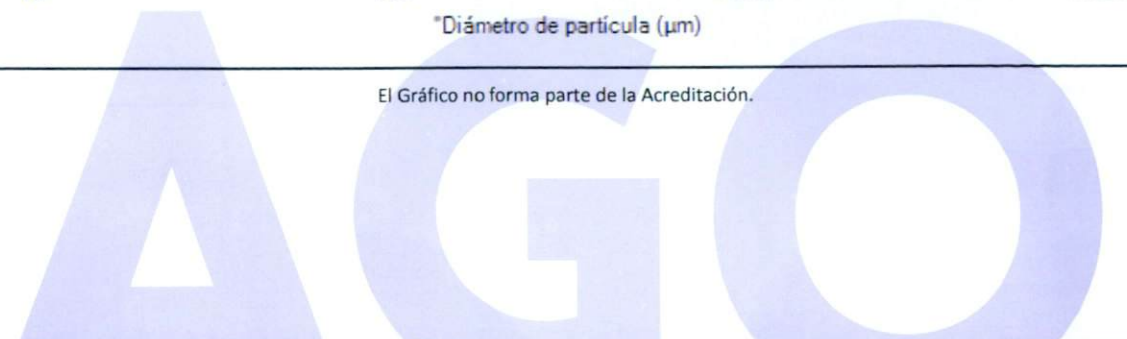 *Diámetro de partícula (µm)
El Gráfico no forma parte de la Acreditación.
AGO